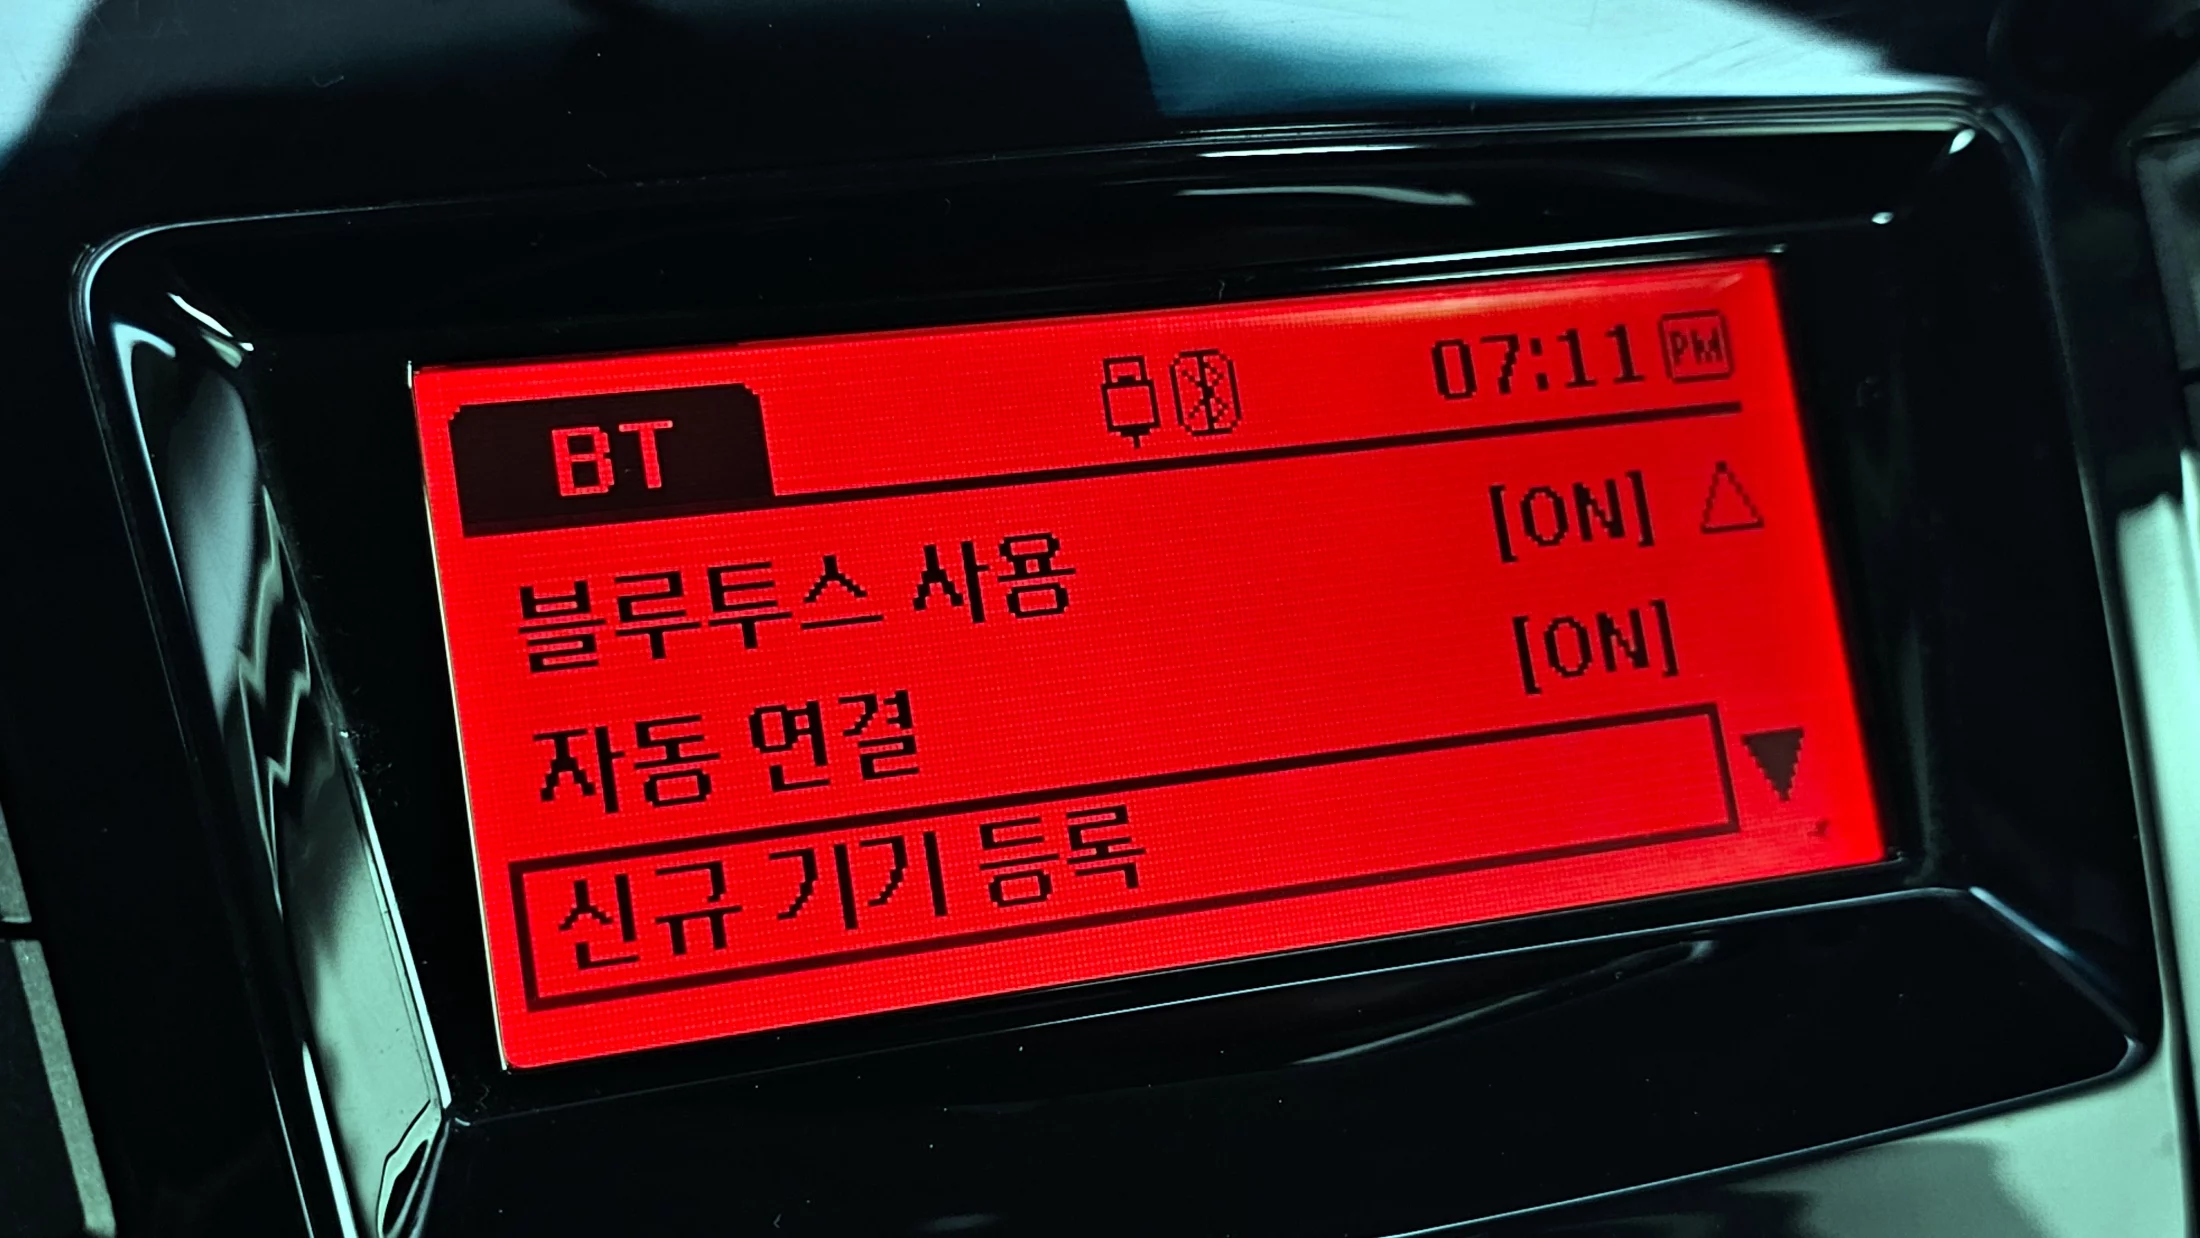 BT 07:11 PM
블루투스 사용 [ON]
자동 연결 [ON]
신규 기기 등록